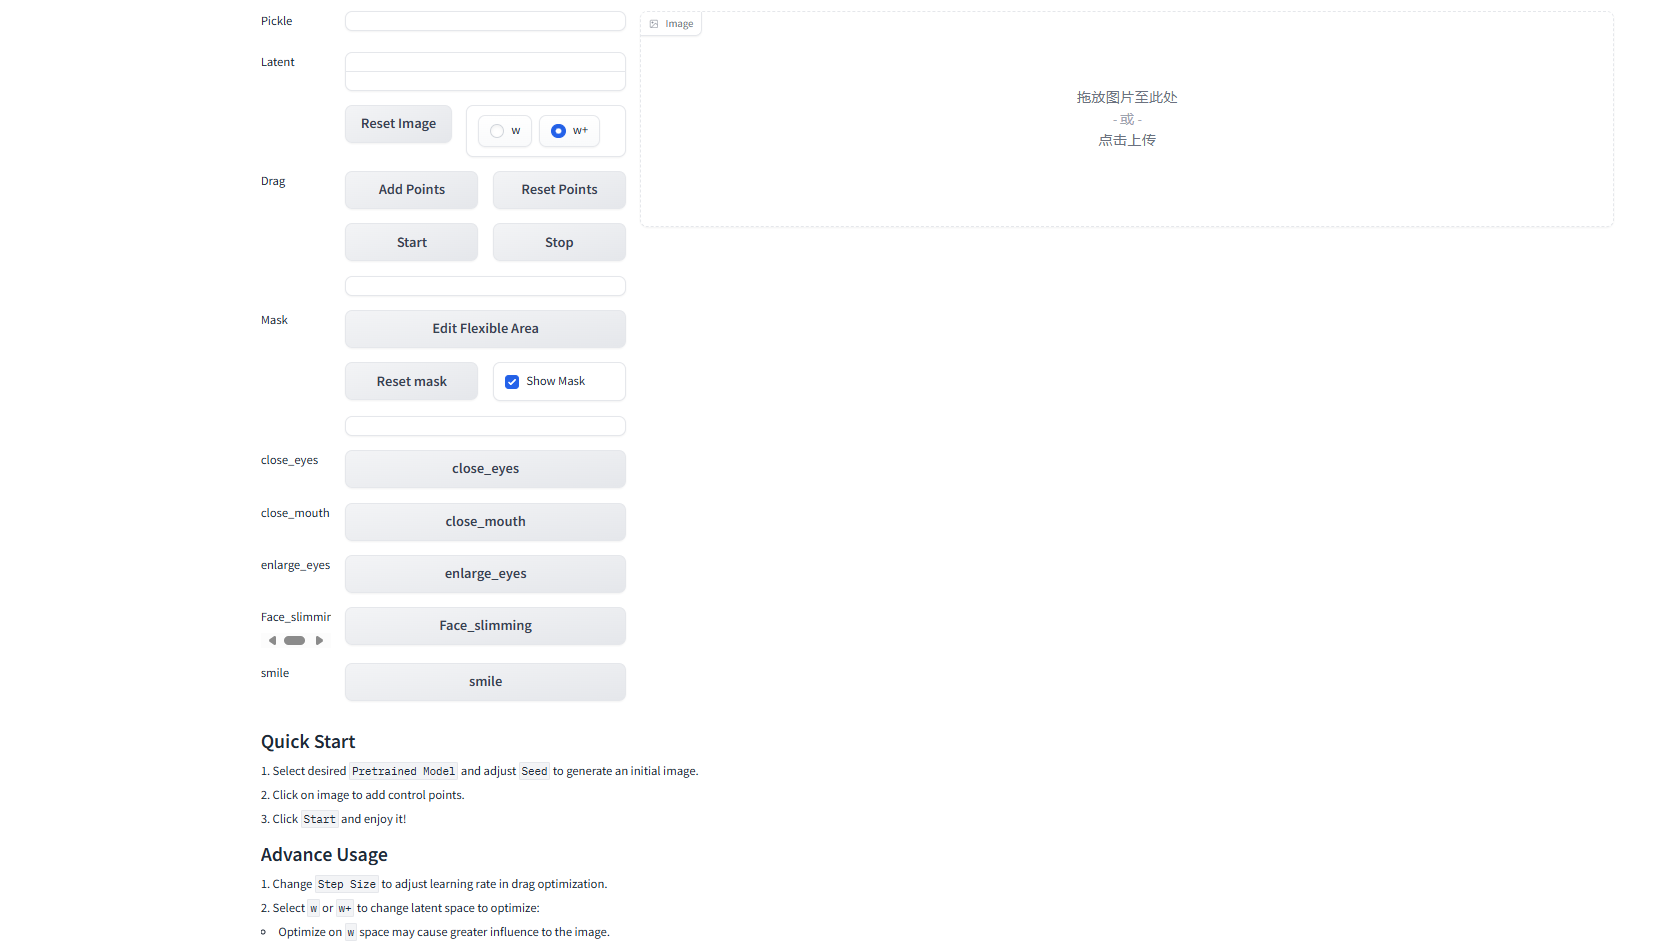 Pickle
Latent
Reset Image
w
w+
Drag
Add Points
Reset Points
Start
Stop
Mask
Edit Flexible Area
Reset mask
Show Mask
close_eyes
close_eyes
close_mouth
close_mouth
enlarge_eyes
enlarge_eyes
Face_slimmir
Face_slimming
smile
smile
Image
拖放图片至此处
- 或 -
点击上传
Quick Start
1. Select desired Pretrained Model and adjust Seed to generate an initial image.
2. Click on image to add control points.
3. Click Start and enjoy it!
Advance Usage
1. Change Step Size to adjust learning rate in drag optimization.
2. Select w or w+ to change latent space to optimize:
Optimize on w space may cause greater influence to the image.